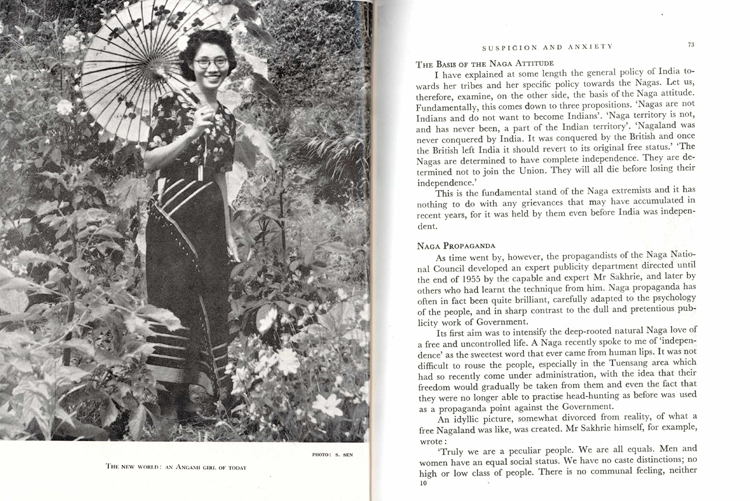 PHOTO: S. SEN
THE NEW WORLD: AN ANGAMI GIRL OF TODAY
SUSPICION AND ANXIETY 73
THE BASIS OF THE NAGA ATTITUDE
I have explained at some length the general policy of India to-
wards her tribes and her specific policy towards the Nagas. Let us,
therefore, examine, on the other side, the basis of the Naga attitude.
Fundamentally, this comes down to three propositions. ‘Nagas are not
Indians and do not want to become Indians’. ‘Naga territory is not,
and has never been, a part of the Indian territory’. ‘Nagaland was
never conquered by India. It was conquered by the British and once
the British left India it should revert to its original free status.’ ‘The
Nagas are determined to have complete independence. They are de-
termined not to join the Union. They will all die before losing their
independence.’
This is the fundamental stand of the Naga extremists and it has
nothing to do with any grievances that may have accumulated in
recent years, for it was held by them even before India was indepen-
dent.
NAGA PROPAGANDA
As time went by, however, the propagandists of the Naga Natio-
nal Council developed an expert publicity department directed until
the end of 1955 by the capable and expert Mr Sakhrie, and later by
others who had learnt the technique from him. Naga propaganda has
often in fact been quite brilliant, carefully adapted to the psychology
of the people, and in sharp contrast to the dull and pretentious pub-
licity work of Government.
Its first aim was to intensify the deep-rooted natural Naga love of
a free and uncontrolled life. A Naga recently spoke to me of ‘indepen-
dence’ as the sweetest word that ever came from human lips. It was not
difficult to rouse the people, especially in the Tuensang area which
had so recently come under administration, with the idea that their
freedom would gradually be taken from them and even the fact that
they were no longer able to practise head-hunting as before was used
as a propaganda point against the Government.
An idyllic picture, somewhat divorced from reality, of what a
free Nagaland was like, was created. Mr Sakhrie himself, for example,
wrote :
‘Truly we are a peculiar people. We are all equals. Men and
women have an equal social status. We have no caste distinctions; no
high or low class of people. There is no communal feeling, neither
10